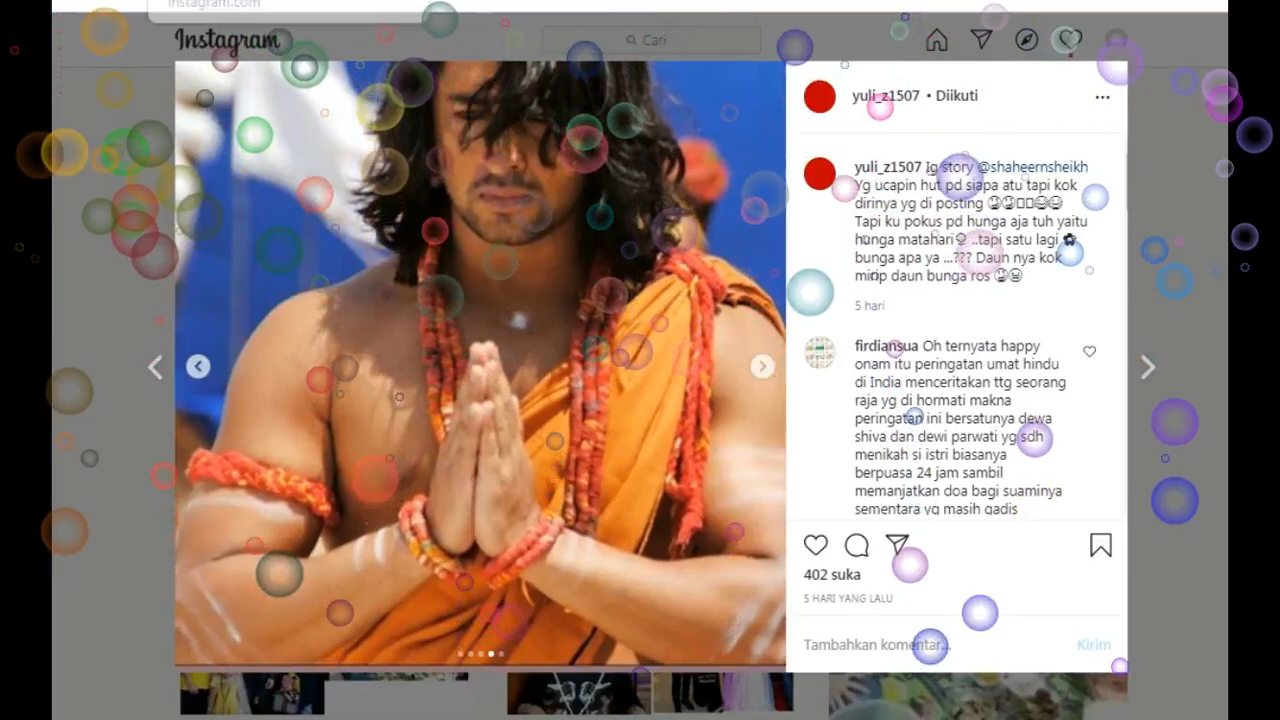 instagram.com
Instagram
Cari
yuli_z1507 • Diikuti
yuli_z1507 Ig story @shaheernsheikh
Yg ucapin hut pd siapa atu tapi kok
dirinya yg di posting
Tapi ku pokus pd hunga aja tuh yaitu
hunga matahari ..tapi satu lagi
bunga apa ya ...??? Daun nya kok
mirip daun bunga ros
5 hari
firdiansua Oh ternyata happy
onam itu peringatan umat hindu
di India menceritakan ttg seorang
raja yg di hormati makna
peringatan ini bersatunya dewa
shiva dan dewi parwati yg sdh
menikah si istri biasanya
berpuasa 24 jam sambil
memanjatkan doa bagi suaminya
sementara yg masih gadis
402 suka
5 HARI YANG LALU
Tambahkan komentar...
Kirim